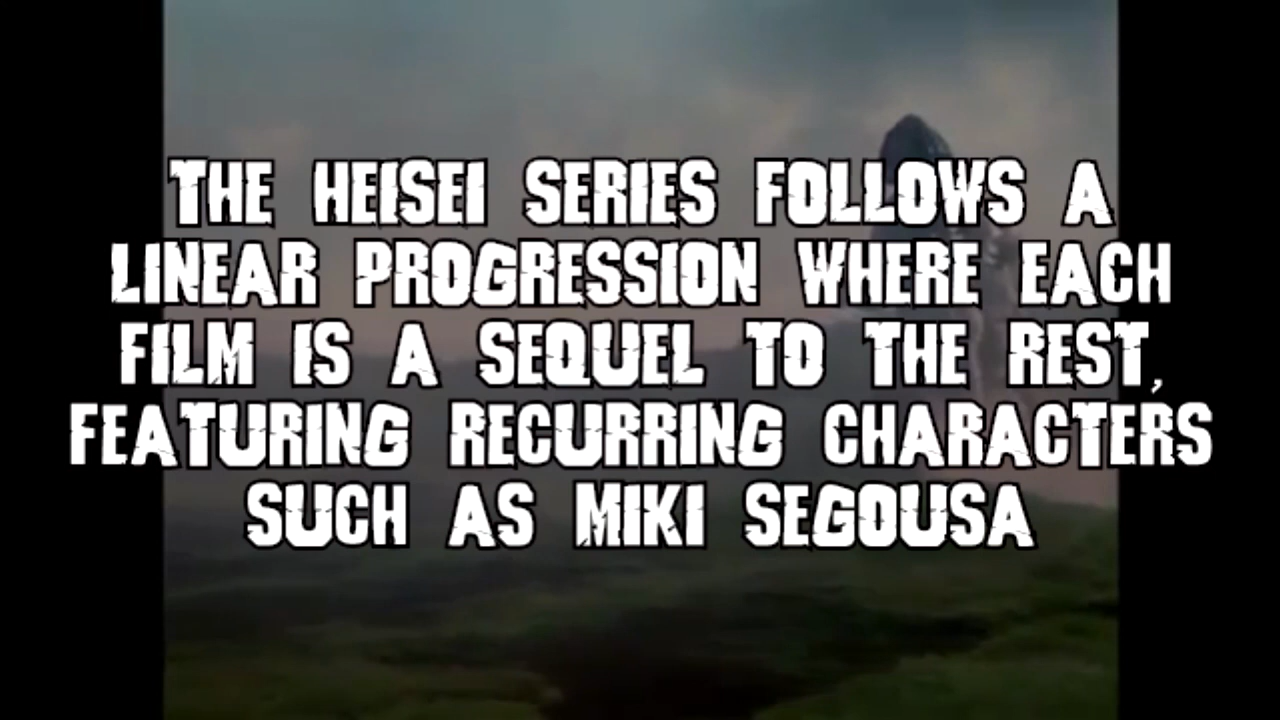 THE HEISEI SERIES FOLLOWS A
LINEAR PROGRESSION WHERE EACH
FILM IS A SEQUEL TO THE REST,
FEATURING RECURRING CHARACTERS
SUCH AS MIKI SEGOUSA